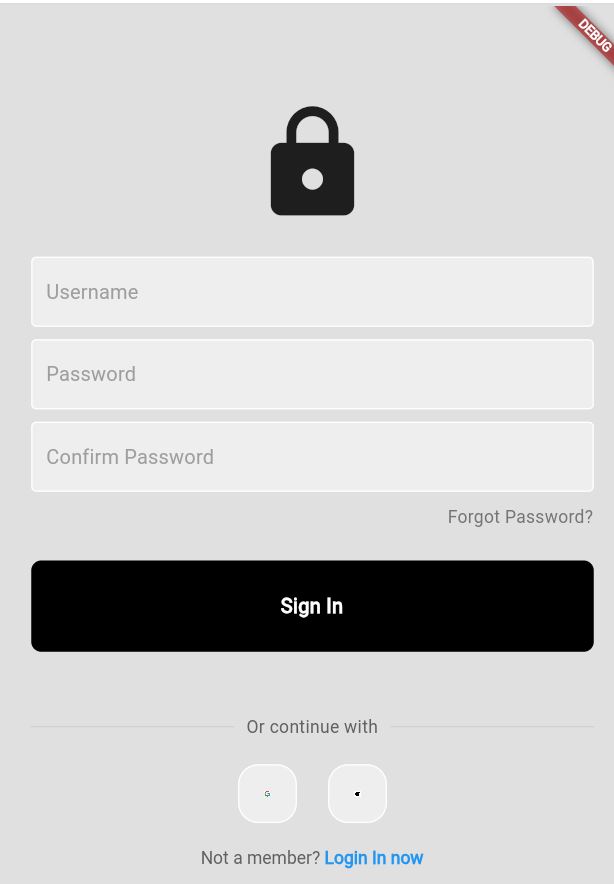 DEBUG
Username
Password
Confirm Password
Forgot Password?
Sign In
Or continue with
Not a member? Login In now